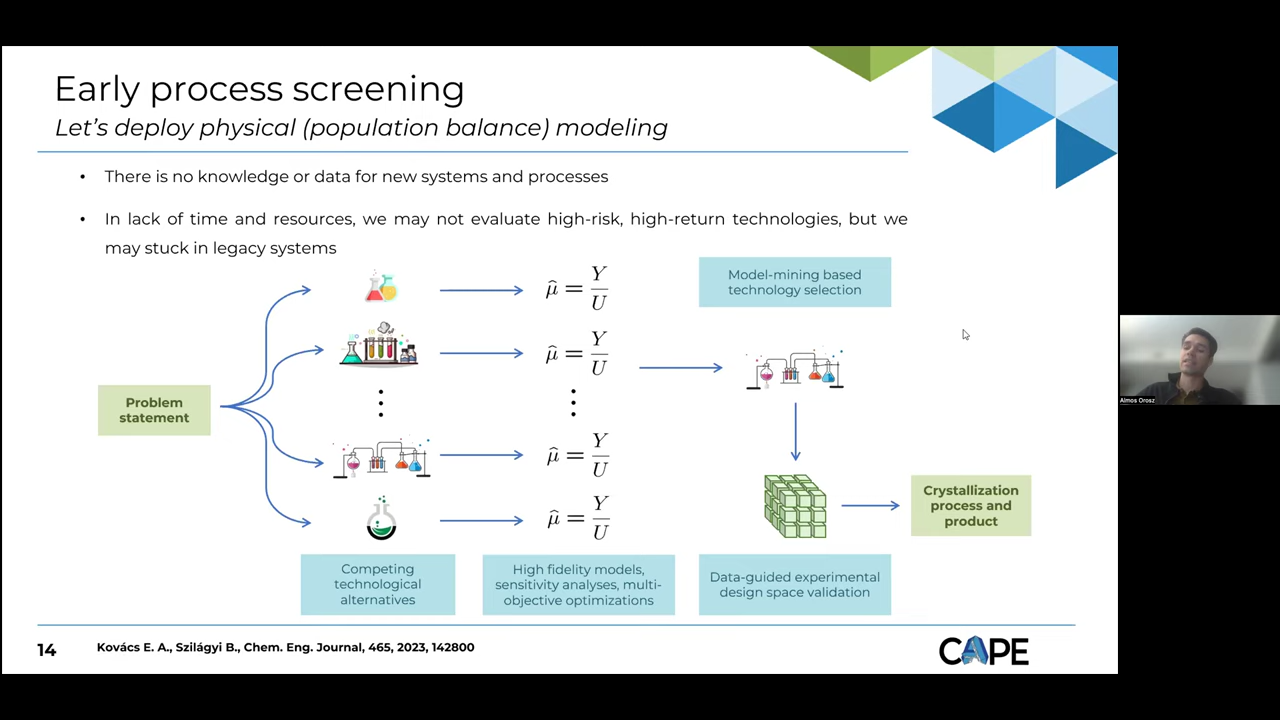 Early process screening
Let's deploy physical (population balance) modeling
• There is no knowledge or data for new systems and processes
• In lack of time and resources, we may not evaluate high-risk, high-return technologies, but we
may stuck in legacy systems
Problem
statement
μ̂ = Y/U
μ̂ = Y/U
⋮ ⋮
μ̂ = Y/U
μ̂ = Y/U
Competing
technological
alternatives
High fidelity models,
sensitivity analyses, multi-
objective optimizations
Model-mining based
technology selection
Data-guided experimental
design space validation
Crystallization
process and
product
14
Kovács E. A., Szilágyi B., Chem. Eng. Journal, 465, 2023, 142800
CAPE
Almos Orosz